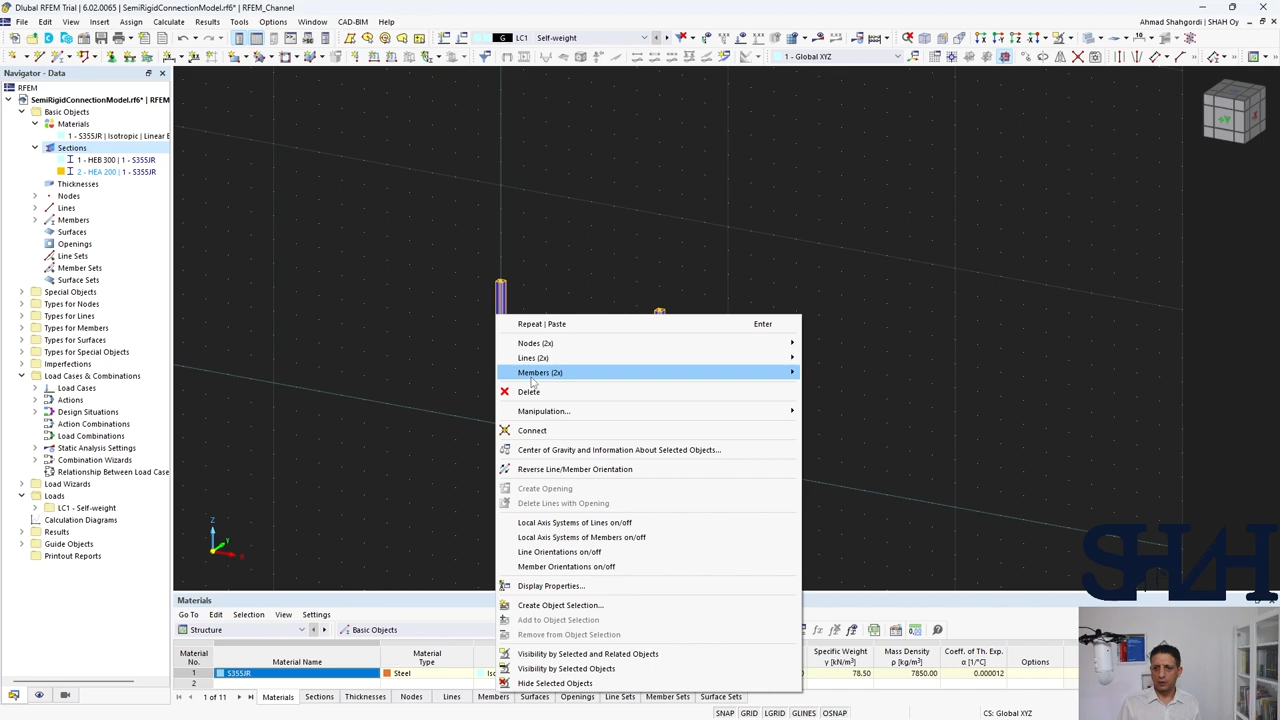 Dlubal RFEM Trial | 6.02.0065 | SemiRigidConnectionModel.rf6* | RFEM_Channel
File Edit View Insert Assign Calculate Results Tools Options Window CAD-BIM Help
Ahmad Shahgordi | SHAH Oy
G LC1 Self-weight
1 - Global XYZ
Navigator - Data
RFEM
SemiRigidConnectionModel.rf6* | RFEM
Basic Objects
Materials
1 - S355JR | Isotropic | Linear E
Sections
1 - HEB 300 | 1 - S355JR
2 - HEA 200 | 1 - S355JR
Thicknesses
Nodes
Lines
Members
Surfaces
Openings
Line Sets
Member Sets
Surface Sets
Special Objects
Types for Nodes
Types for Lines
Types for Members
Types for Surfaces
Types for Special Objects
Imperfections
Load Cases & Combinations
Load Cases
Actions
Design Situations
Action Combinations
Load Combinations
Static Analysis Settings
Combination Wizards
Relationship Between Load Case
Load Wizards
Loads
LC1 - Self-weight
Calculation Diagrams
Results
Guide Objects
Printout Reports
+Y
Z
Y
X
Repeat | Paste Enter
Nodes (2x)
Lines (2x)
Members (2x)
Delete
Manipulation...
Connect
Center of Gravity and Information About Selected Objects...
Reverse Line/Member Orientation
Create Opening
Delete Lines with Opening
Local Axis Systems of Lines on/off
Local Axis Systems of Members on/off
Line Orientations on/off
Member Orientations on/off
Display Properties...
Create Object Selection...
Add to Object Selection
Remove from Object Selection
Visibility by Selected and Related Objects
Visibility by Selected Objects
Hide Selected Objects
SHAH
Materials
Go To Edit Selection View Settings
Structure Basic Objects
Material No. Material Name Material Type Specific Weight γ [kN/m³] Mass Density ρ [kg/m³] Coeff. of Th. Exp. α [1/°C] Options
1 S355JR Steel 78.50 7850.00 0.000012
2
1 of 11 Materials Sections Thicknesses Nodes Lines Members Surfaces Openings Line Sets Member Sets Surface Sets
SNAP GRID LGRID GLINES OSNAP CS: Global XYZ